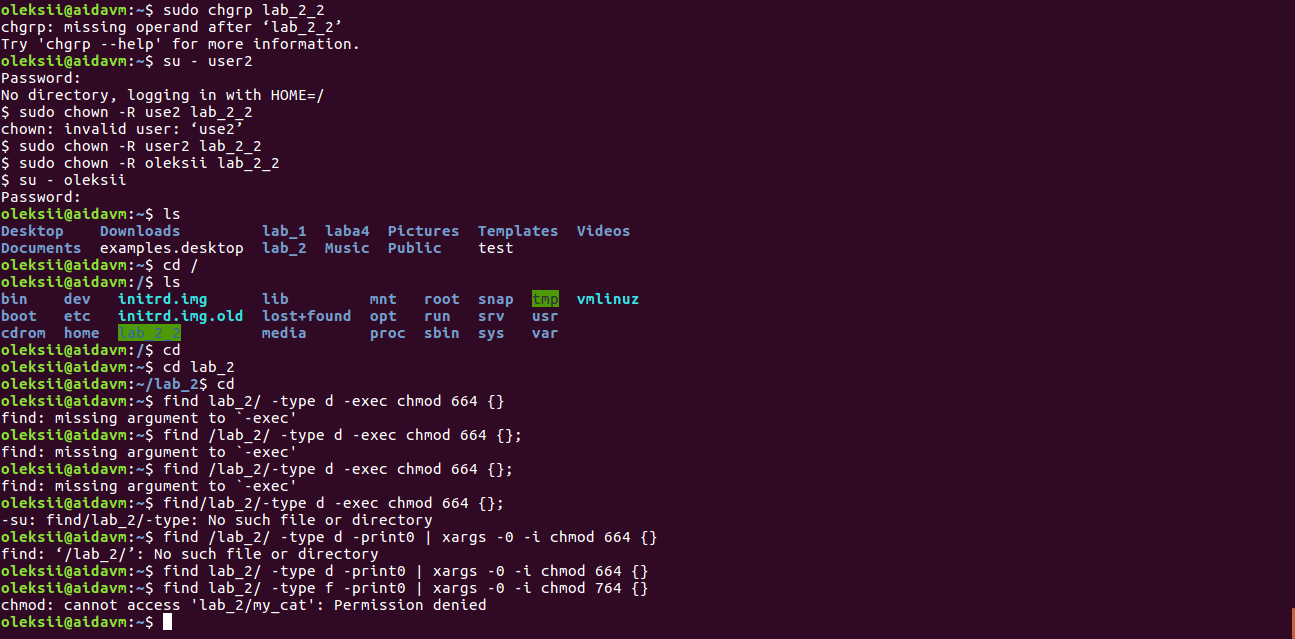 oleksii@aidavm:~$ sudo chgrp lab_2_2
chgrp: missing operand after ‘lab_2_2’
Try 'chgrp --help' for more information.
oleksii@aidavm:~$ su - user2
Password:
No directory, logging in with HOME=/
$ sudo chown -R use2 lab_2_2
chown: invalid user: ‘use2’
$ sudo chown -R user2 lab_2_2
$ sudo chown -R oleksii lab_2_2
$ su - oleksii
Password:
oleksii@aidavm:~$ ls
Desktop    Downloads         lab_1  laba4  Pictures  Templates  Videos
Documents  examples.desktop  lab_2  Music  Public    test
oleksii@aidavm:~$ cd /
oleksii@aidavm:/$ ls
bin    dev   initrd.img      lib         mnt   root  snap  tmp  vmlinuz
boot   etc   initrd.img.old  lost+found  opt   run   srv   usr
cdrom  home  lab_2_2         media       proc  sbin  sys   var
oleksii@aidavm:/$ cd
oleksii@aidavm:~$ cd lab_2
oleksii@aidavm:~/lab_2$ cd
oleksii@aidavm:~$ find lab_2/ -type d -exec chmod 664 {}
find: missing argument to `-exec'
oleksii@aidavm:~$ find /lab_2/ -type d -exec chmod 664 {};
find: missing argument to `-exec'
oleksii@aidavm:~$ find /lab_2/-type d -exec chmod 664 {};
find: missing argument to `-exec'
oleksii@aidavm:~$ find/lab_2/-type d -exec chmod 664 {};
-su: find/lab_2/-type: No such file or directory
oleksii@aidavm:~$ find /lab_2/ -type d -print0 | xargs -0 -i chmod 664 {}
find: ‘/lab_2/’: No such file or directory
oleksii@aidavm:~$ find lab_2/ -type d -print0 | xargs -0 -i chmod 664 {}
oleksii@aidavm:~$ find lab_2/ -type f -print0 | xargs -0 -i chmod 764 {}
chmod: cannot access 'lab_2/my_cat': Permission denied
oleksii@aidavm:~$